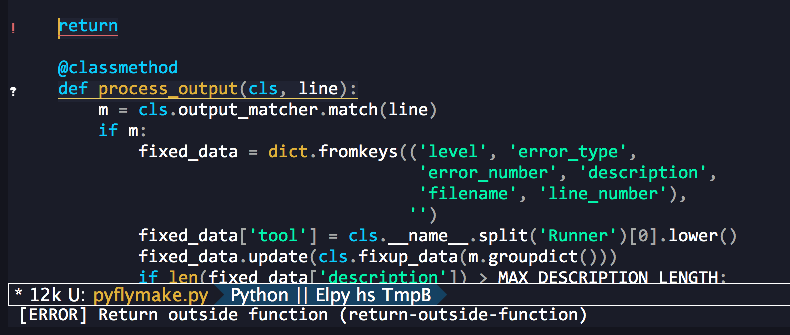 ! return
@classmethod
? def process_output(cls, line):
m = cls.output_matcher.match(line)
if m:
fixed_data = dict.fromkeys(('level', 'error_type',
'error_number', 'description',
'filename', 'line_number'),
'')
fixed_data['tool'] = cls.__name__.split('Runner')[0].lower()
fixed_data.update(cls.fixup_data(m.groupdict()))
if len(fixed_data['description']) > MAX_DESCRIPTION_LENGTH:
* 12k U: pyflymake.py Python || Elpy hs TmpB
[ERROR] Return outside function (return-outside-function)